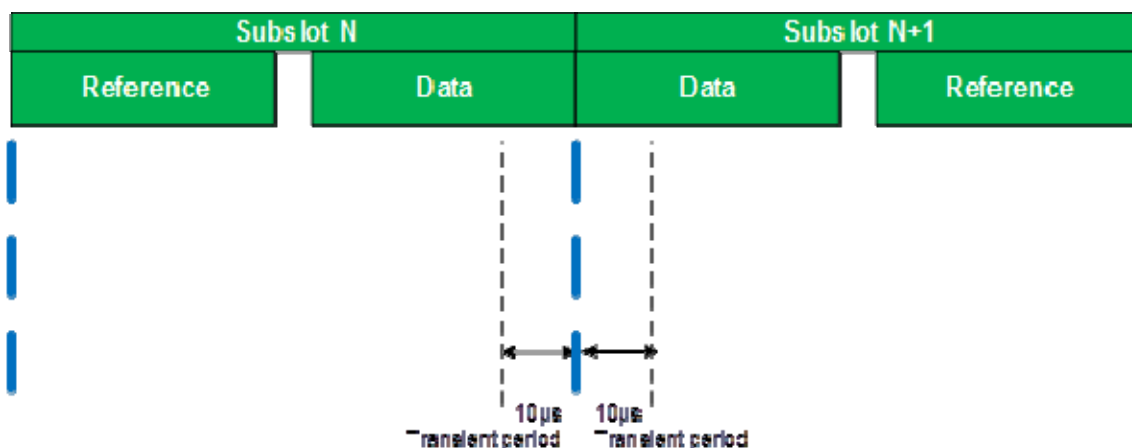 Subslot N Subslot N+1
Reference Data Data Reference
10µs 10µs
Transient period Transient period